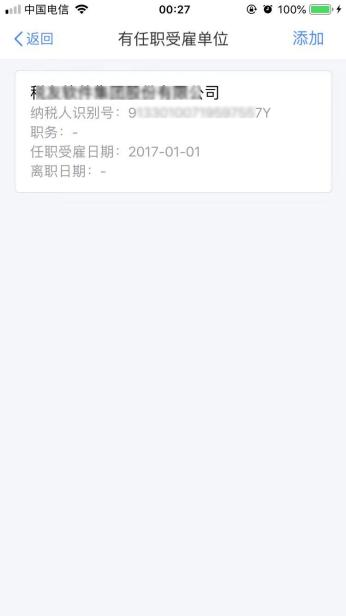 中国电信 00:27 100%
返回 有任职受雇单位 添加
公司
纳税人识别号：9 7Y
职务：-
任职受雇日期：2017-01-01
离职日期：-